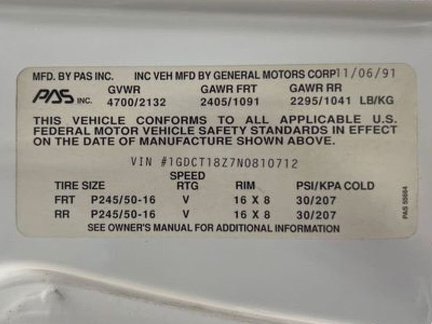 MFD. BY PAS INC. INC VEH MFD BY GENERAL MOTORS CORP 11/06/91
GVWR GAWR FRT GAWR RR
PAS INC. 4700/2132 2405/1091 2295/1041 LB/KG
THIS VEHICLE CONFORMS TO ALL APPLICABLE U.S.
FEDERAL MOTOR VEHICLE SAFETY STANDARDS IN EFFECT
ON THE DATE OF MANUFACTURE SHOWN ABOVE.
VIN #1GDCT18Z7N0810712
SPEED
TIRE SIZE RTG RIM PSI/KPA COLD
FRT P245/50-16 V 16 X 8 30/207
RR P245/50-16 V 16 X 8 30/207
SEE OWNER'S MANUAL FOR ADDITIONAL INFORMATION